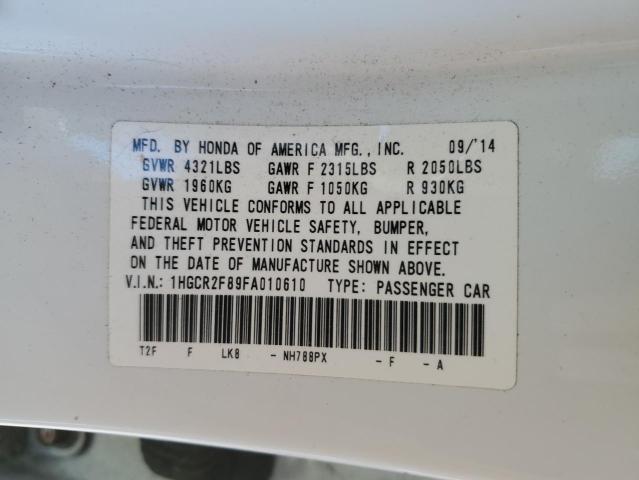 MFD. BY HONDA OF AMERICA MFG., INC. 09/'14
GVWR 4321LBS GAWR F 2315LBS R 2050LBS
GVWR 1960KG GAWR F 1050KG R 930KG
THIS VEHICLE CONFORMS TO ALL APPLICABLE
FEDERAL MOTOR VEHICLE SAFETY, BUMPER,
AND THEFT PREVENTION STANDARDS IN EFFECT
ON THE DATE OF MANUFACTURE SHOWN ABOVE.
V.I.N.: 1HGCR2F89FA010610 TYPE: PASSENGER CAR
T2F F LK8 - NH788PX - F - A